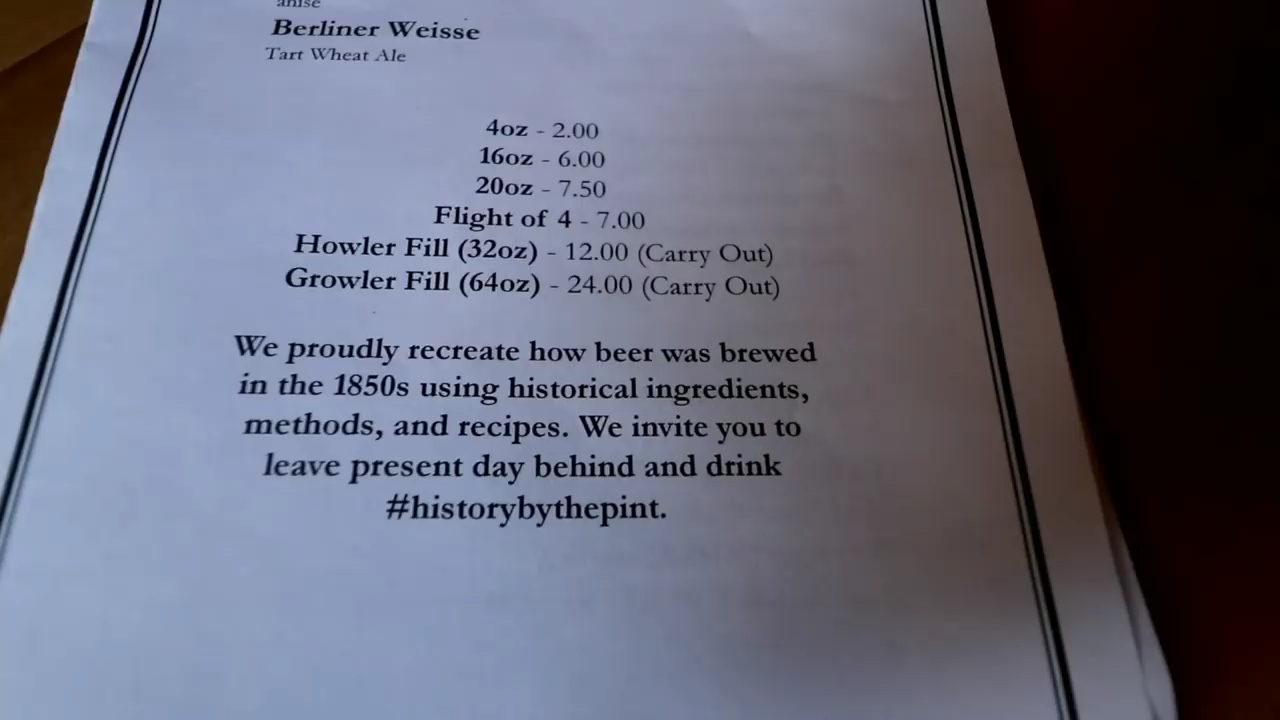 anise
Berliner Weisse
Tart Wheat Ale
4oz - 2.00
16oz - 6.00
20oz - 7.50
Flight of 4 - 7.00
Howler Fill (32oz) - 12.00 (Carry Out)
Growler Fill (64oz) - 24.00 (Carry Out)
We proudly recreate how beer was brewed
in the 1850s using historical ingredients,
methods, and recipes. We invite you to
leave present day behind and drink
#historybythepint.